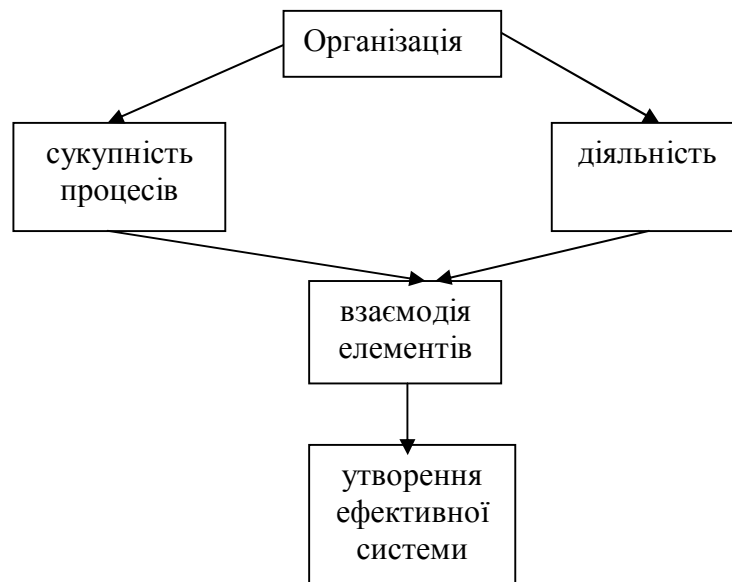 Організація
сукупність
процесів
діяльність
взаємодія
елементів
утворення
ефективної
системи